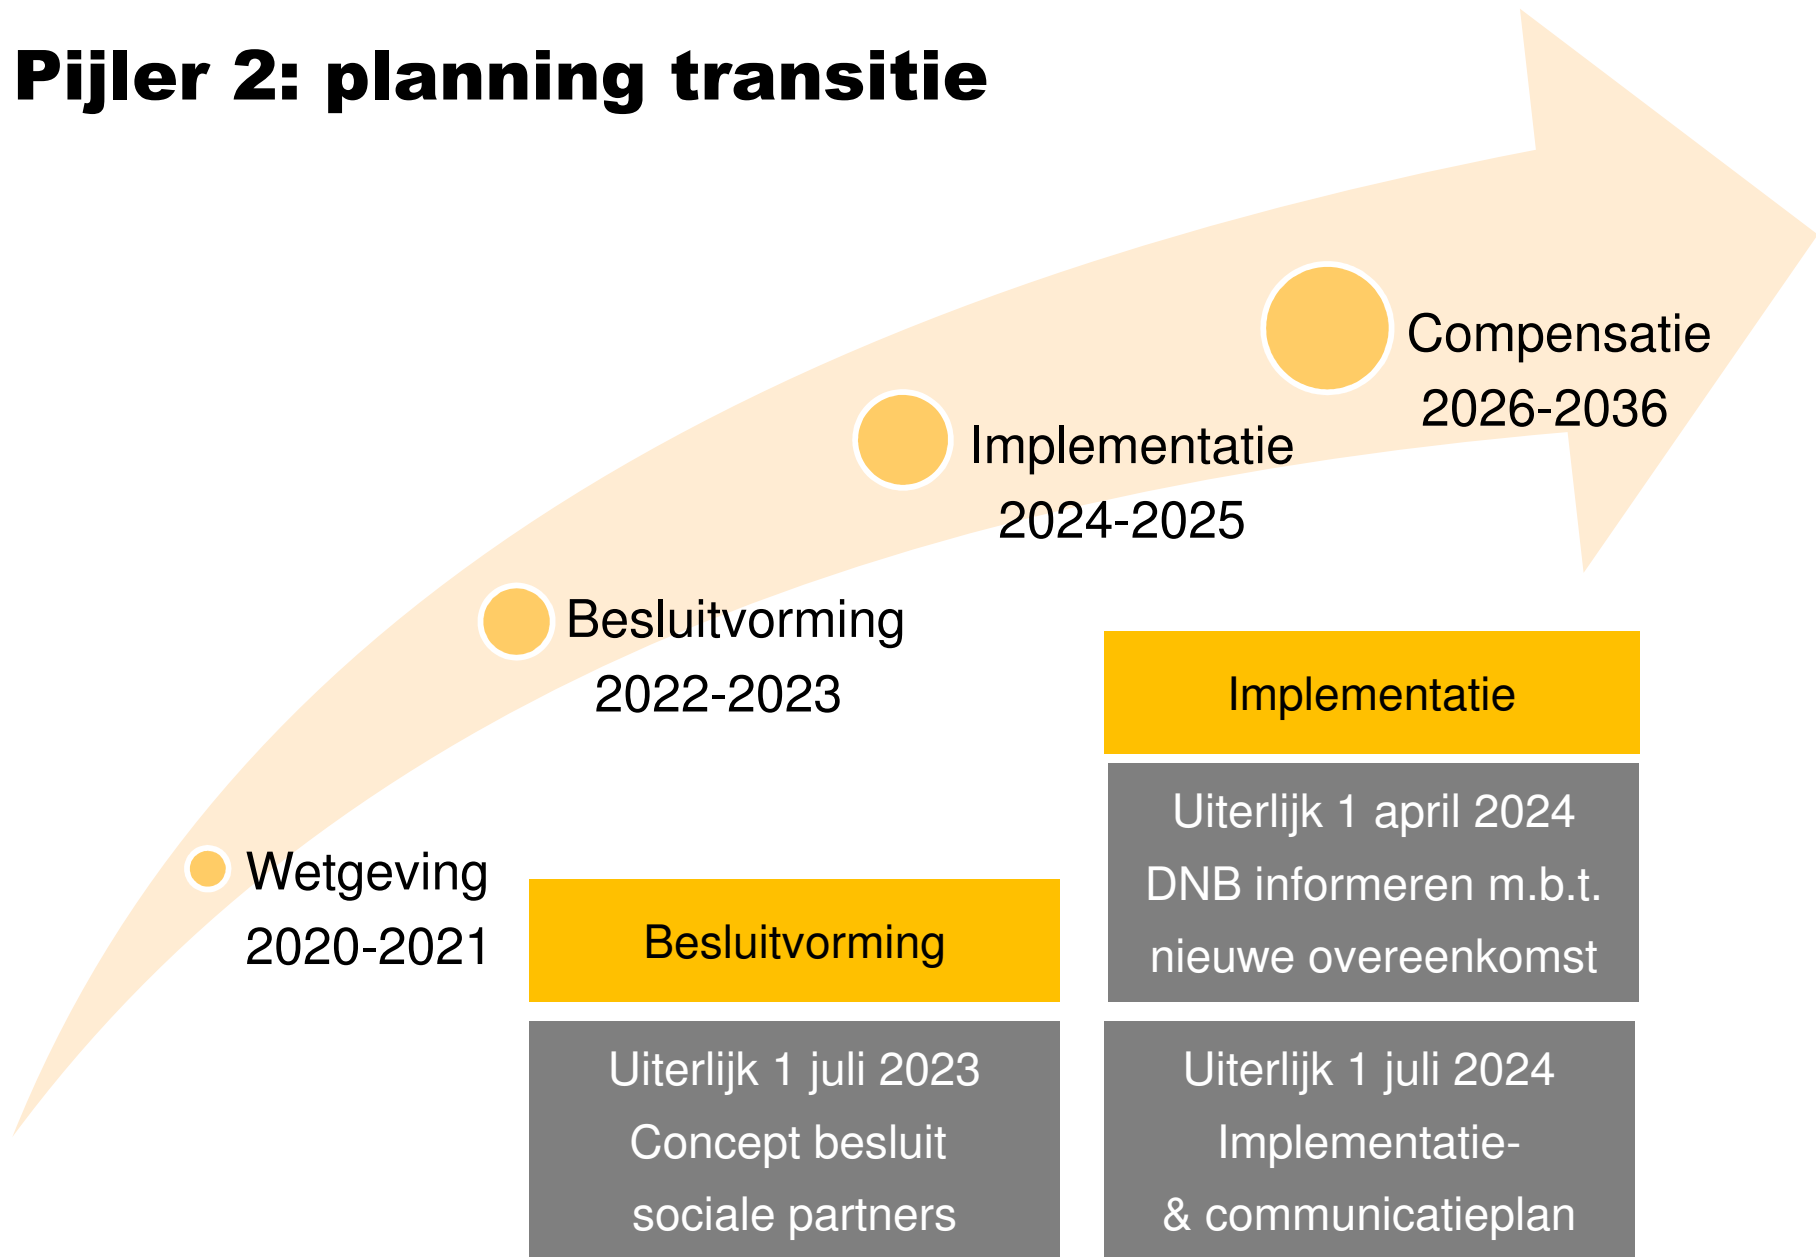 Pijler 2: planning transitie
Compensatie
2026-2036
Implementatie
2024-2025
Besluitvorming
2022-2023
Wetgeving
2020-2021
Besluitvorming
Uiterlijk 1 juli 2023
Concept besluit
sociale partners
Implementatie
Uiterlijk 1 april 2024
DNB informeren m.b.t.
nieuwe overeenkomst
Uiterlijk 1 juli 2024
Implementatie-
& communicatieplan